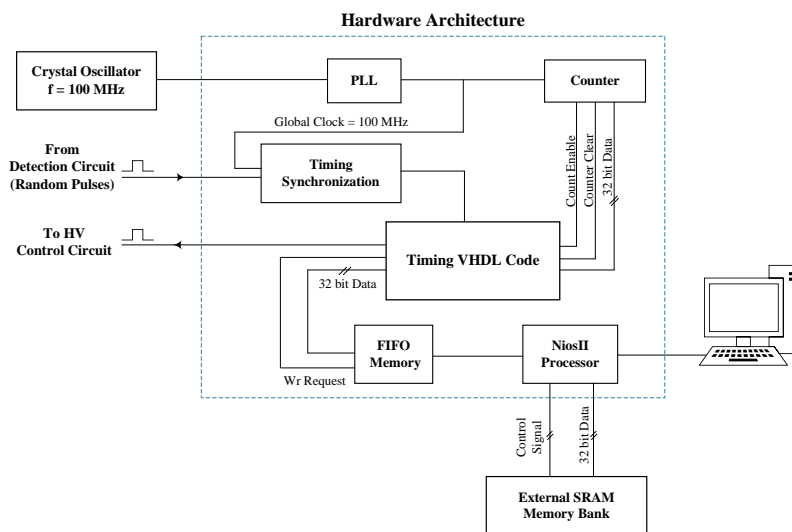 Hardware Architecture
Crystal Oscillator
f = 100 MHz
PLL
Counter
Global Clock = 100 MHz
From
Detection Circuit
(Random Pulses)
Timing
Synchronization
Count Enable
Counter Clear
32 bit Data
To HV
Control Circuit
Timing VHDL Code
32 bit Data
FIFO
Memory
NiosII
Processor
Wr Request
Control
Signal
32 bit Data
External SRAM
Memory Bank